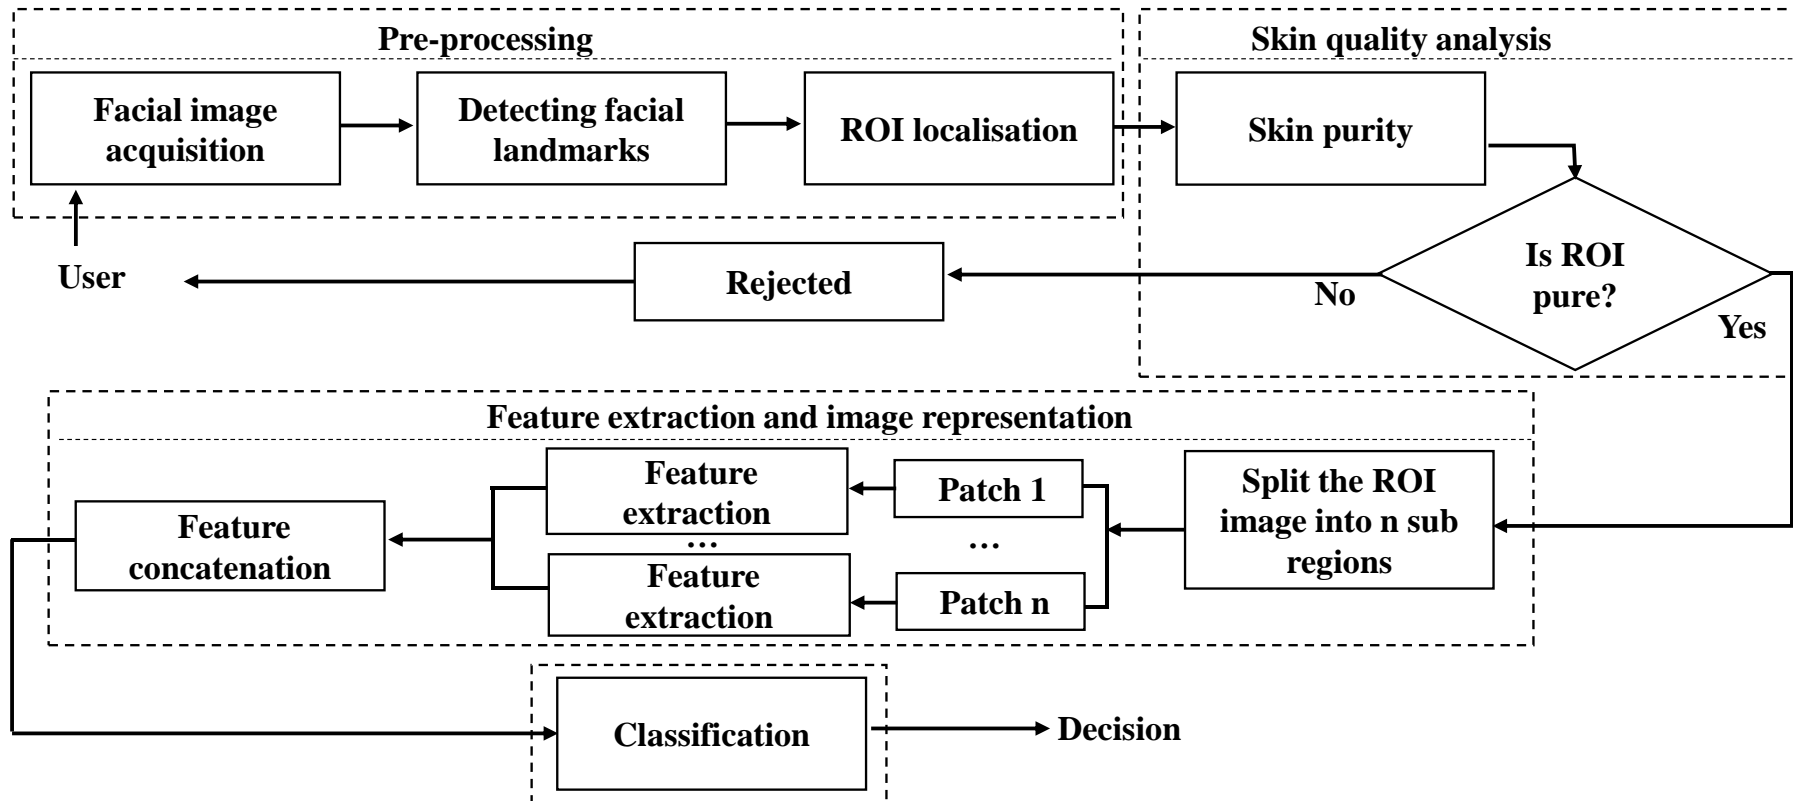 Pre-processing
Skin quality analysis
Facial image
acquisition
Detecting facial
landmarks
ROI localisation
Skin purity
User
Rejected
No
Is ROI
pure?
Yes
Feature extraction and image representation
Feature
concatenation
Feature
extraction
...
Feature
extraction
Patch 1
...
Patch n
Split the ROI
image into n sub
regions
Classification
Decision